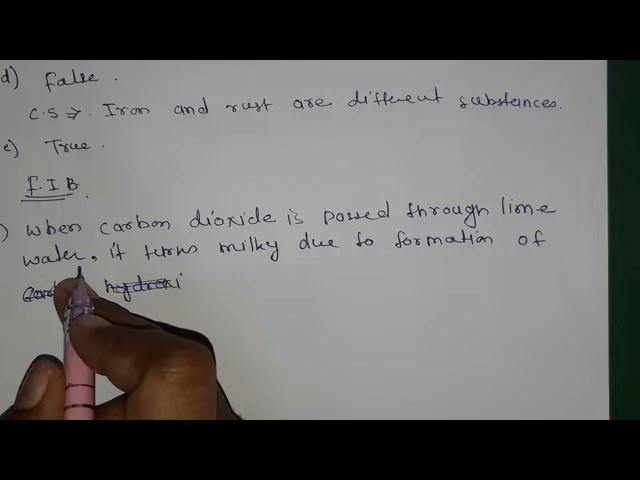 d) false.
C.S ⇒. Iron and rust are different substances.
e) True.
F.I.B.
) When carbon dioxide is passed through lime
water, it turns milky due to formation of